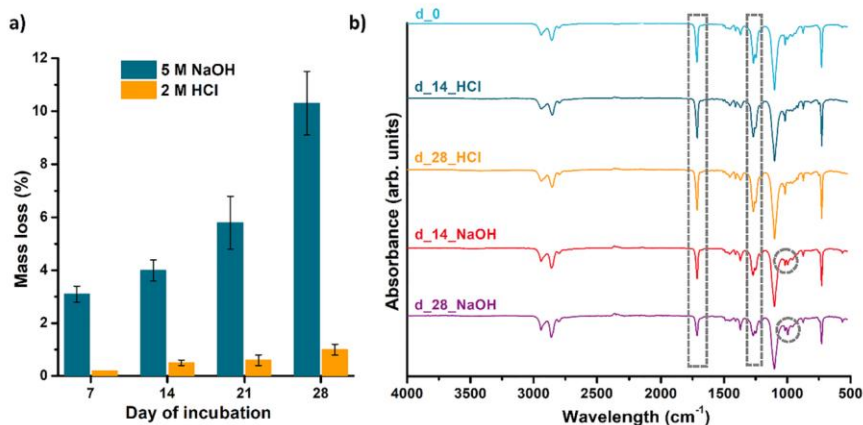 a)
Mass loss (%)
12
10
8
6
4
2
0
5 M NaOH
2 M HCl
7 14 21 28
Day of incubation
b)
Absorbance (arb. units)
d_0
d_14_HCl
d_28_HCl
d_14_NaOH
d_28_NaOH
4000 3500 3000 2500 2000 1500 1000 500
Wavelength (cm⁻¹)